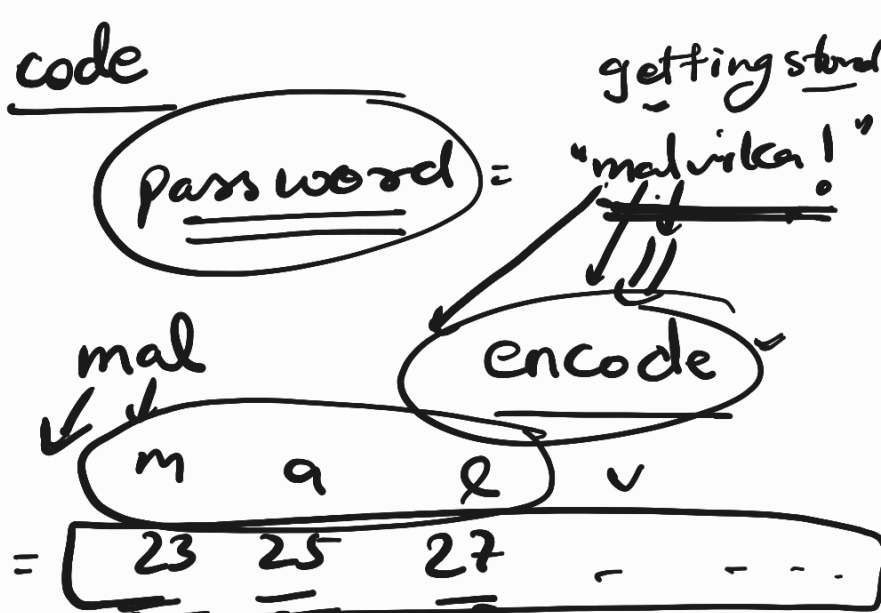 code
getting stored
password = "malvika!"
encode
mal
m a l v
= 23 25 27 - - - .